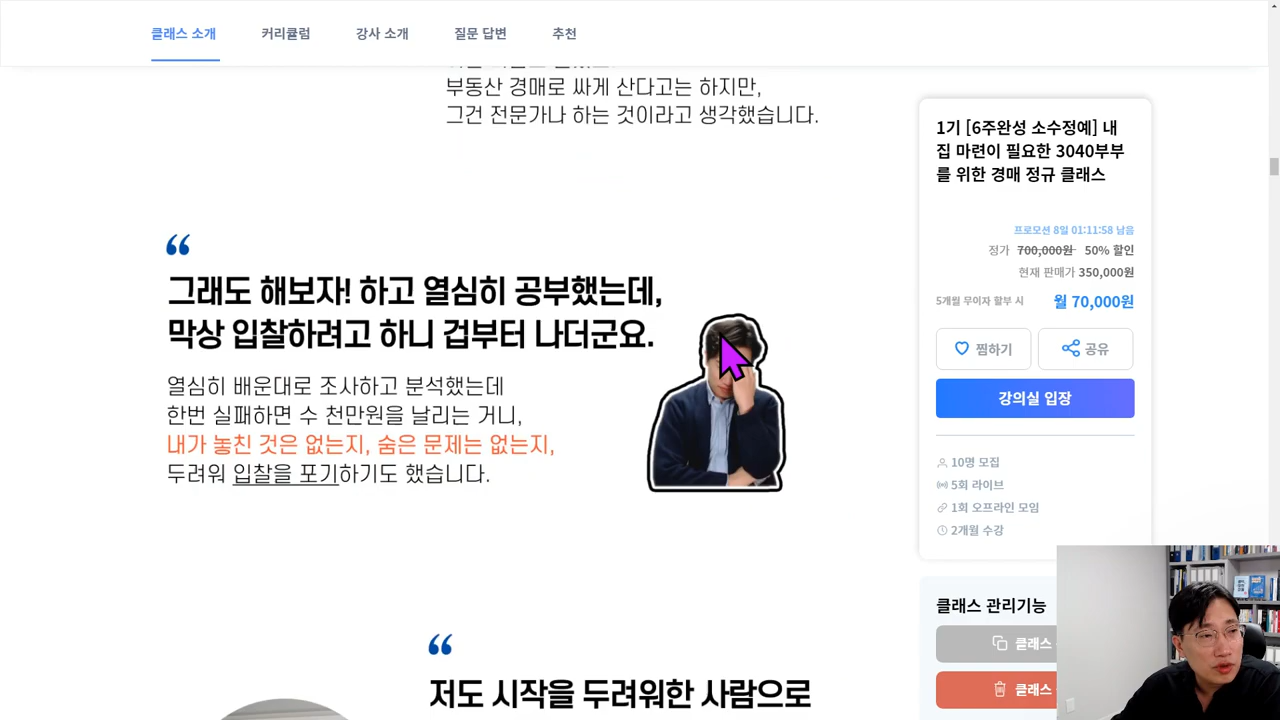 클래스 소개
커리큘럼
강사 소개
질문 답변
추천
부동산 경매로 싸게 산다고는 하지만,
그건 전문가나 하는 것이라고 생각했습니다.
“
그래도 해보자! 하고 열심히 공부했는데,
막상 입찰하려고 하니 겁부터 나더군요.
열심히 배운대로 조사하고 분석했는데
한번 실패하면 수 천만원을 날리는 거니,
내가 놓친 것은 없는지, 숨은 문제는 없는지,
두려워 입찰을 포기하기도 했습니다.
“
저도 시작을 두려워한 사람으로
1기 [6주완성 소수정예] 내
집 마련이 필요한 3040부부
를 위한 경매 정규 클래스
프로모션 8일 01:11:58 남음
정가 700,000원 50% 할인
현재 판매가 350,000원
5개월 무이자 할부 시 월 70,000원
찜하기
공유
강의실 입장
10명 모집
5회 라이브
1회 오프라인 모임
2개월 수강
클래스 관리기능
클래스
클래스